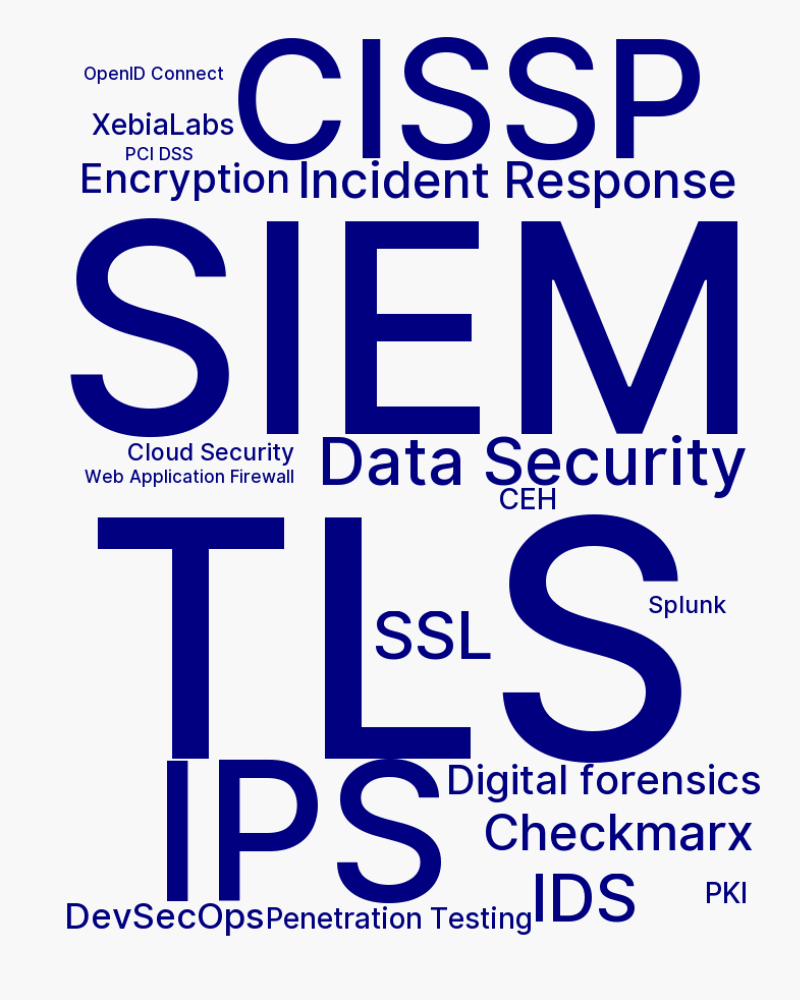 CISSP
OpenID Connect
XebiaLabs
PCI DSS
Encryption
Incident Response
SIEM
Cloud Security
Data Security
Web Application Firewall
CEH
TLS
Splunk
SSL
IPS
Digital forensics
Checkmarx
IDS
PKI
DevSecOps
Penetration Testing